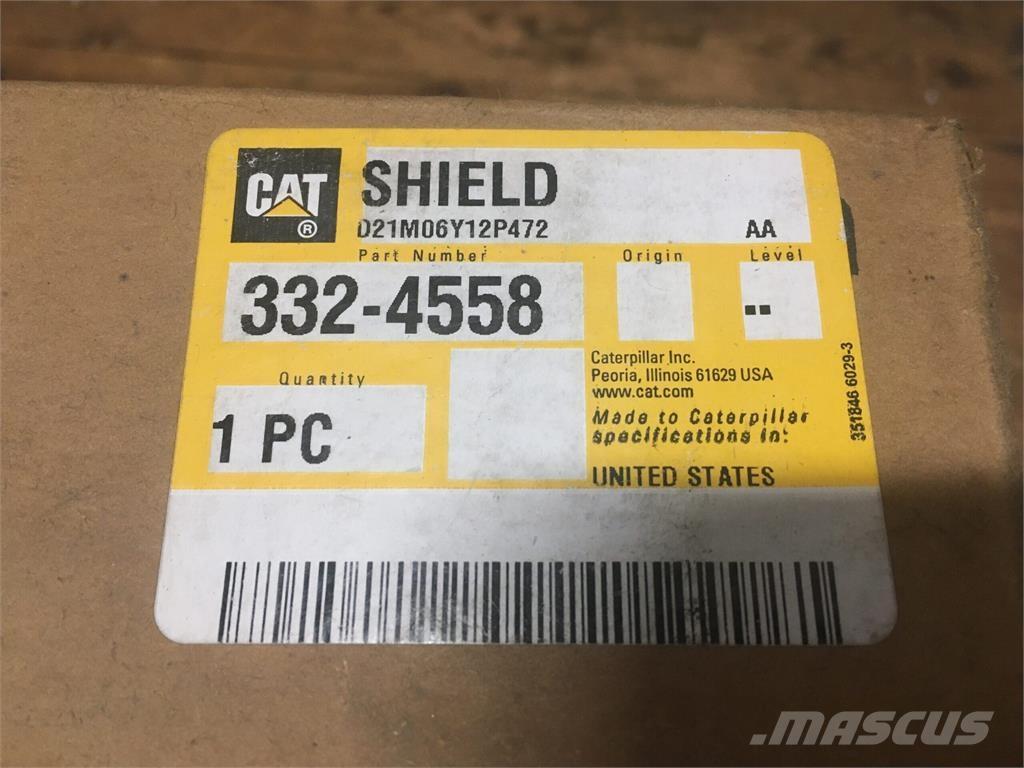 CAT
®
SHIELD
D21M06Y12P472 AA
Part Number Origin Level
332-4558 --
Caterpillar Inc.
Peoria, Illinois 61629 USA
www.cat.com
Quantity
1 PC
Made to Caterpillar
specifications in:
UNITED STATES
351846 6029-3
MASCUS